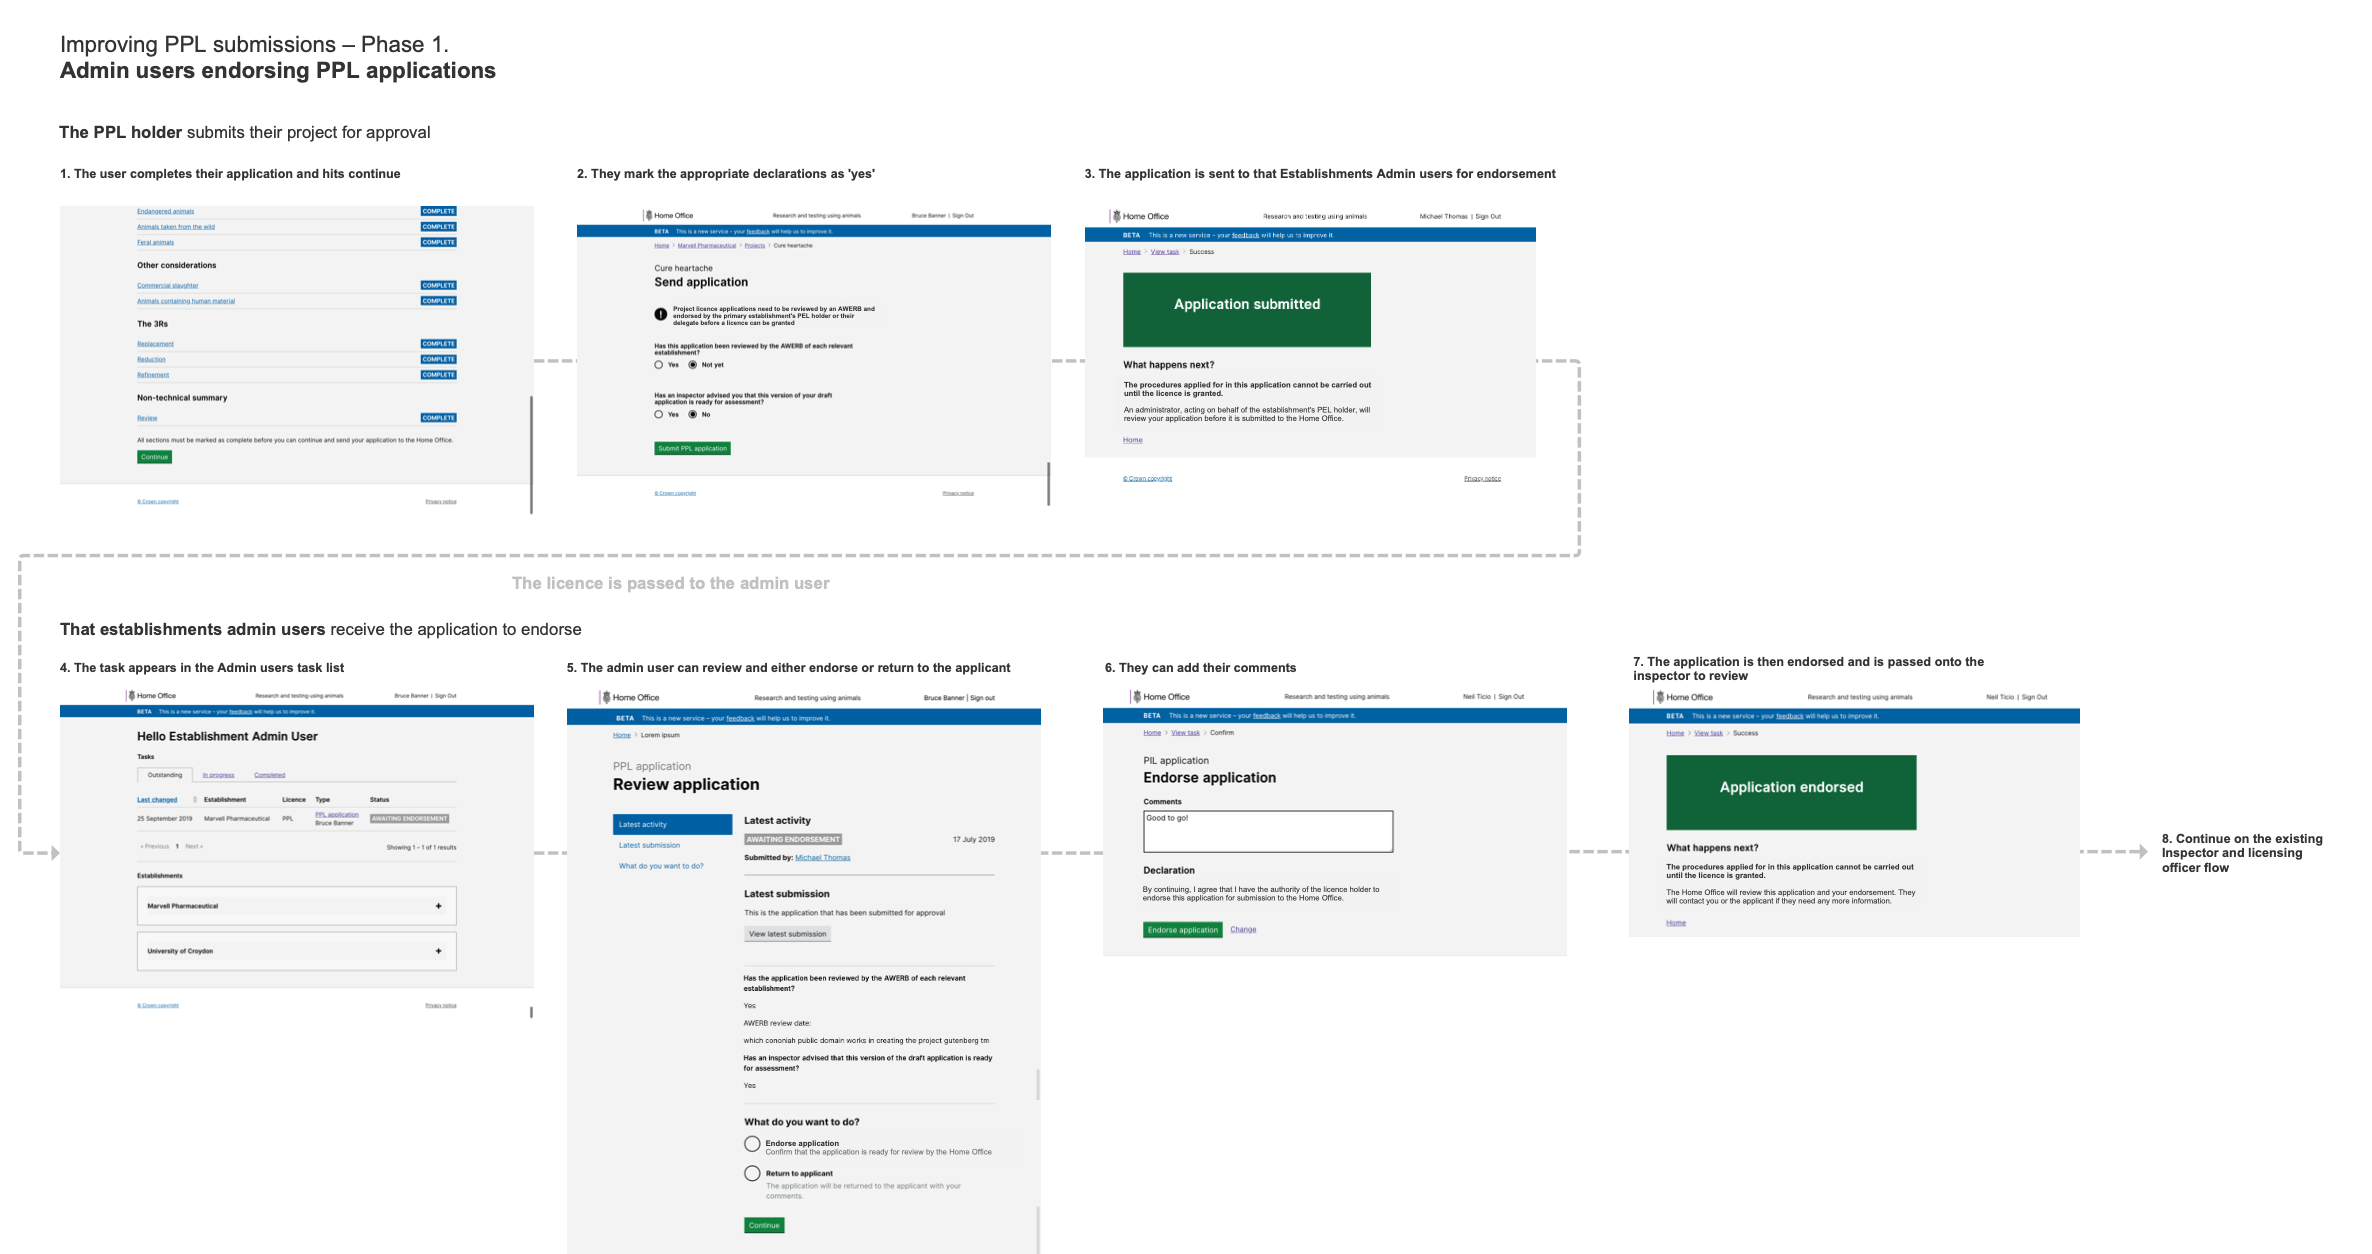 Improving PPL submissions – Phase 1.
Admin users endorsing PPL applications
The PPL holder submits their project for approval
1. The user completes their application and hits continue
Endangered animals COMPLETE
Animals taken from the wild COMPLETE
Feral animals COMPLETE
Other considerations
Commercial slaughter COMPLETE
Animals containing human material COMPLETE
The 3Rs
Replacement COMPLETE
Reduction COMPLETE
Refinement COMPLETE
Non-technical summary
Review COMPLETE
All sections must be marked as complete before you can continue and send your application to the Home Office.
Continue
© Crown copyright Privacy notice
2. They mark the appropriate declarations as 'yes'
Home Office Research and testing using animals Bruce Banner | Sign Out
BETA This is a new service – your feedback will help us to improve it.
Home > Marvell Pharmaceutical > Projects > Cure heartache
Cure heartache
Send application
! Project licence applications need to be reviewed by an AWERB and
endorsed by the primary establishment's PEL holder or their
delegate before a licence can be granted
Has this application been reviewed by the AWERB of each relevant
establishment?
Yes Not yet
Has an inspector advised you that this version of your draft
application is ready for assessment?
Yes No
Submit PPL application
© Crown copyright Privacy notice
3. The application is sent to that Establishments Admin users for endorsement
Home Office Research and testing using animals Michael Thomas | Sign Out
BETA This is a new service – your feedback will help us to improve it.
Home > View task > Success
Application submitted
What happens next?
The procedures applied for in this application cannot be carried out
until the licence is granted.
An administrator, acting on behalf of the establishment's PEL holder, will
review your application before it is submitted to the Home Office.
Home
© Crown copyright Privacy notice
The licence is passed to the admin user
That establishments admin users receive the application to endorse
4. The task appears in the Admin users task list
Home Office Research and testing using animals Bruce Banner | Sign Out
BETA This is a new service – your feedback will help us to improve it.
Hello Establishment Admin User
Tasks
Outstanding In progress Completed
Last changed Establishment Licence Type Status
25 September 2019 Marvell Pharmaceutical PPL PPL application AWAITING ENDORSEMENT
Bruce Banner
‹ Previous 1 Next › Showing 1 – 1 of 1 results
Establishments
Marvell Pharmaceutical +
University of Croydon +
© Crown copyright Privacy notice
5. The admin user can review and either endorse or return to the applicant
Home Office Research and testing using animals Bruce Banner | Sign out
BETA This is a new service – your feedback will help us to improve it.
Home > Lorem ipsum
PPL application
Review application
Latest activity
Latest submission
What do you want to do?
Latest activity
AWAITING ENDORSEMENT 17 July 2019
Submitted by: Michael Thomas
Latest submission
This is the application that has been submitted for approval
View latest submission
Has the application been reviewed by the AWERB of each relevant
establishment?
Yes
AWERB review date:
which cononiah public domain works in creating the project gutenberg tm
Has an inspector advised that this version of the draft application is ready
for assessment?
Yes
What do you want to do?
Endorse application
Confirm that the application is ready for review by the Home Office
Return to applicant
The application will be returned to the applicant with your
comments.
Continue
6. They can add their comments
Home Office Research and testing using animals Neil Ticio | Sign Out
BETA This is a new service – your feedback will help us to improve it.
Home > View task > Confirm
PIL application
Endorse application
Comments
Good to go!
Declaration
By continuing, I agree that I have the authority of the licence holder to
endorse this application for submission to the Home Office.
Endorse application Change
7. The application is then endorsed and is passed onto the
inspector to review
Home Office Research and testing using animals Neil Ticio | Sign Out
BETA This is a new service – your feedback will help us to improve it.
Home > View task > Success
Application endorsed
What happens next?
The procedures applied for in this application cannot be carried out
until the licence is granted.
The Home Office will review this application and your endorsement. They
will contact you or the applicant if they need any more information.
Home
8. Continue on the existing
Inspector and licensing
officer flow